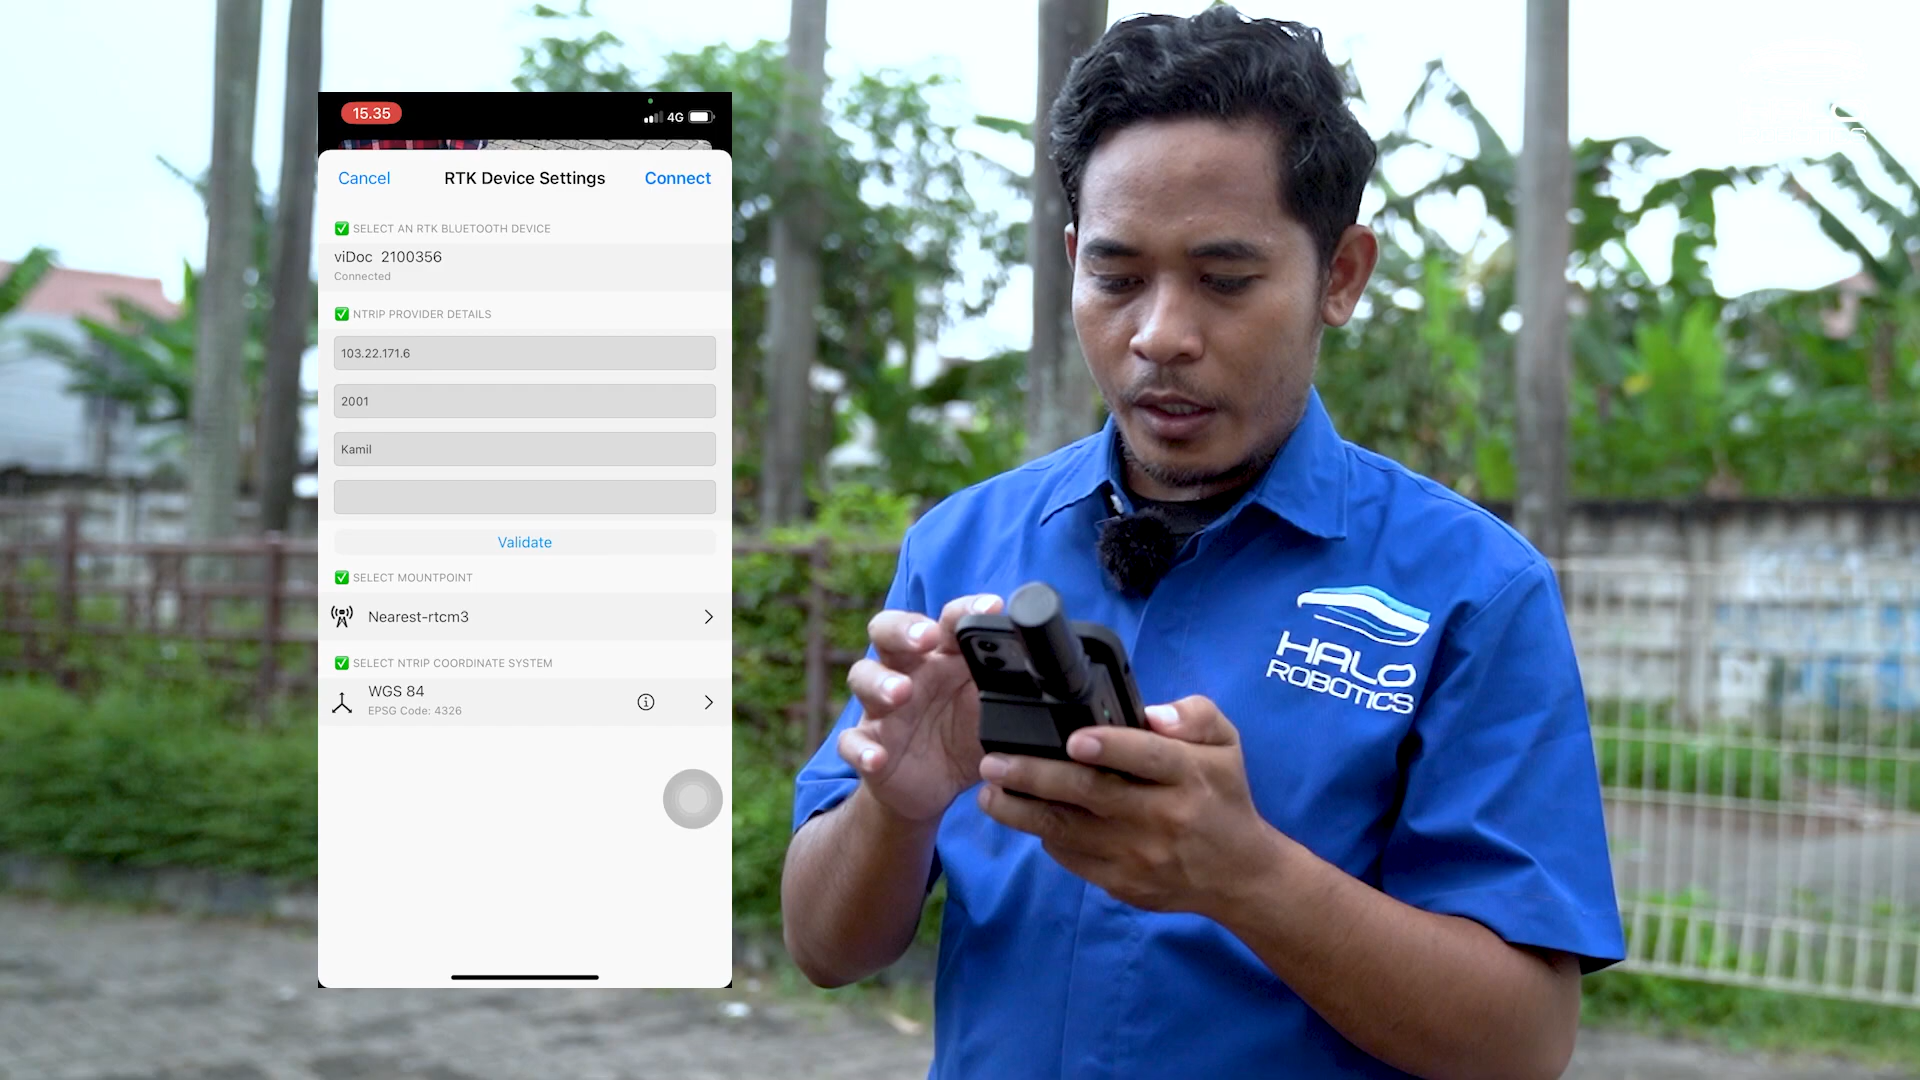 15.35
4G
Cancel
RTK Device Settings
Connect
✅ SELECT AN RTK BLUETOOTH DEVICE
viDoc 2100356
Connected
✅ NTRIP PROVIDER DETAILS
103.22.171.6
2001
Kamil
Validate
✅ SELECT MOUNTPOINT
Nearest-rtcm3
✅ SELECT NTRIP COORDINATE SYSTEM
WGS 84
EPSG Code: 4326
HALO
ROBOTICS